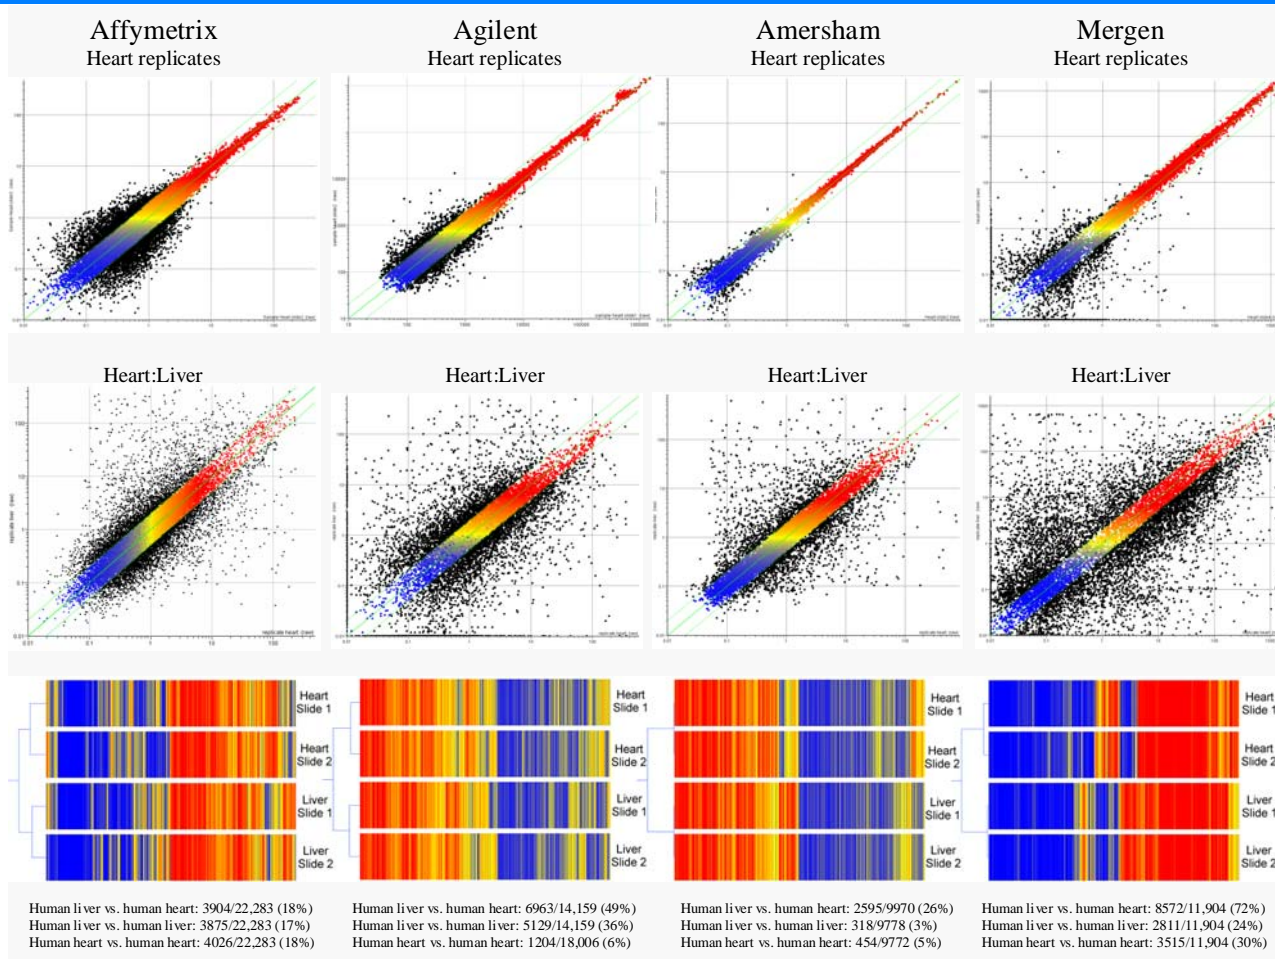 Affymetrix
Heart replicates
Agilent
Heart replicates
Amersham
Heart replicates
Mergen
Heart replicates
Heart:Liver
Heart:Liver
Heart:Liver
Heart:Liver
Heart
Slide 1
Heart
Slide 2
Liver
Slide 1
Liver
Slide 2
Heart
Slide 1
Heart
Slide 2
Liver
Slide 1
Liver
Slide 2
Heart
Slide 1
Heart
Slide 2
Liver
Slide 1
Liver
Slide 2
Heart
Slide 1
Heart
Slide 2
Liver
Slide 1
Liver
Slide 2
Human liver vs. human heart: 3904/22,283 (18%)
Human liver vs. human liver: 3875/22,283 (17%)
Human heart vs. human heart: 4026/22,283 (18%)
Human liver vs. human heart: 6963/14,159 (49%)
Human liver vs. human liver: 5129/14,159 (36%)
Human heart vs. human heart: 1204/18,006 (6%)
Human liver vs. human heart: 2595/9970 (26%)
Human liver vs. human liver: 318/9778 (3%)
Human heart vs. human heart: 454/9772 (5%)
Human liver vs. human heart: 8572/11,904 (72%)
Human liver vs. human liver: 2811/11,904 (24%)
Human heart vs. human heart: 3515/11,904 (30%)